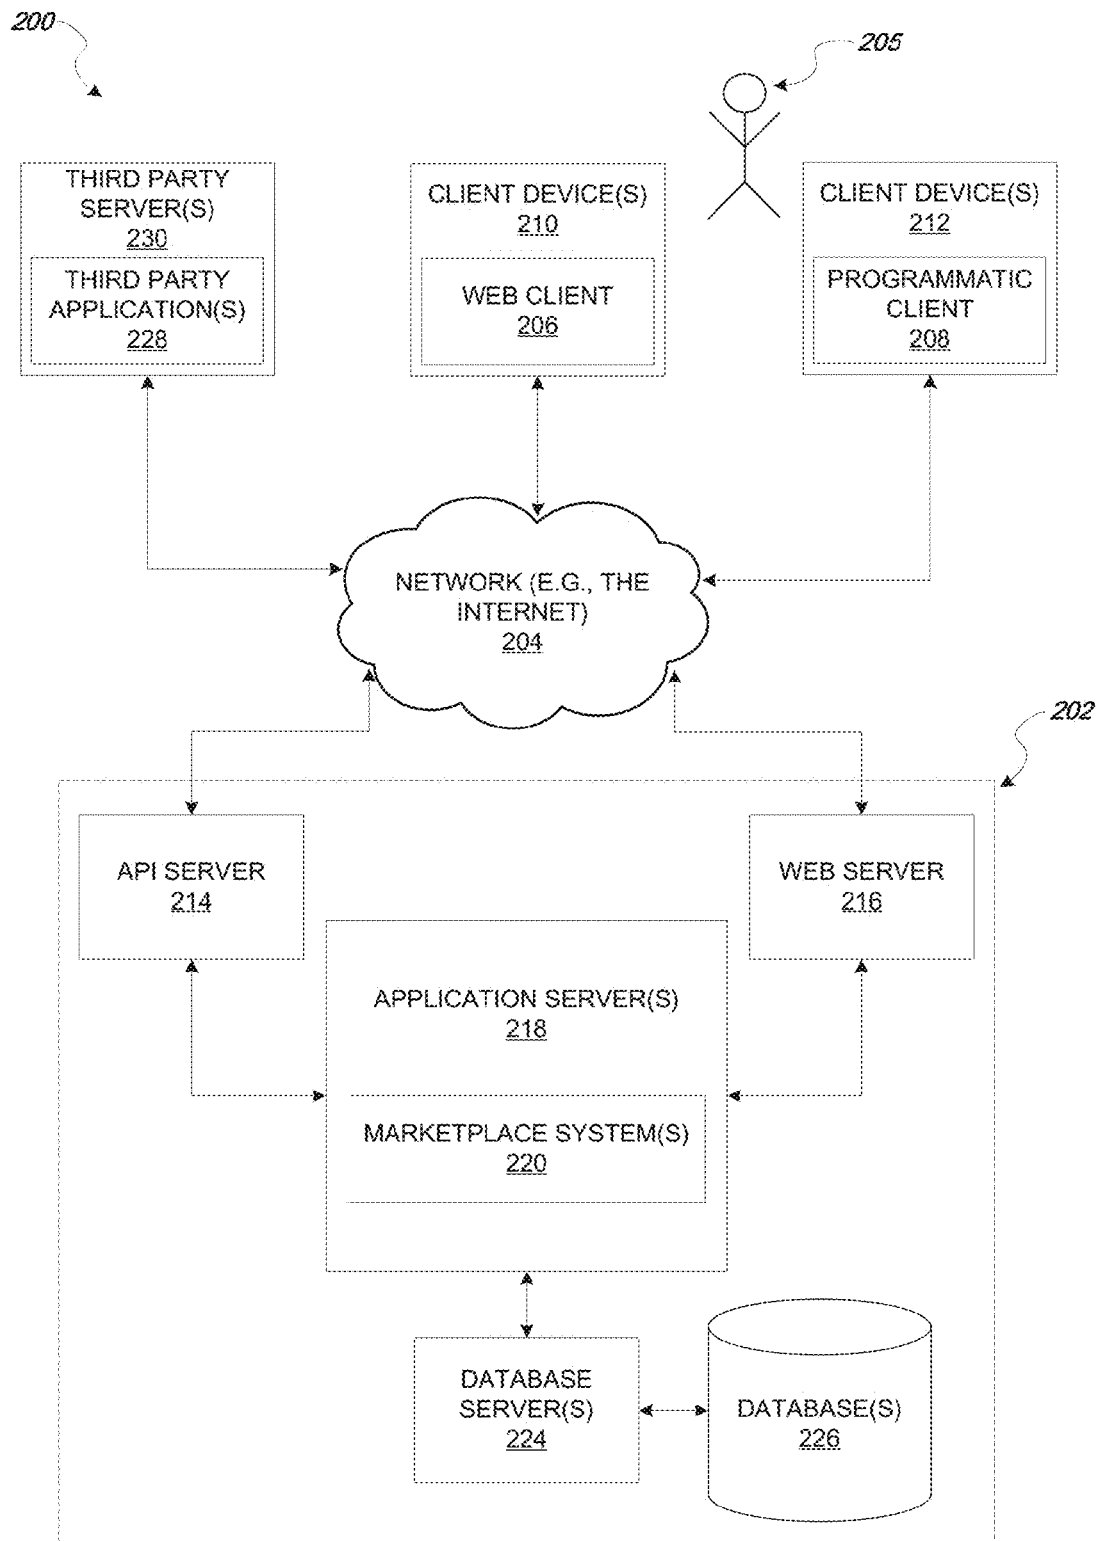 200
205
THIRD PARTY
SERVER(S)
230
THIRD PARTY
APPLICATION(S)
228
CLIENT DEVICE(S)
210
WEB CLIENT
206
CLIENT DEVICE(S)
212
PROGRAMMATIC
CLIENT
208
NETWORK (E.G., THE
INTERNET)
204
202
API SERVER
214
WEB SERVER
216
APPLICATION SERVER(S)
218
MARKETPLACE SYSTEM(S)
220
DATABASE
SERVER(S)
224
DATABASE(S)
226